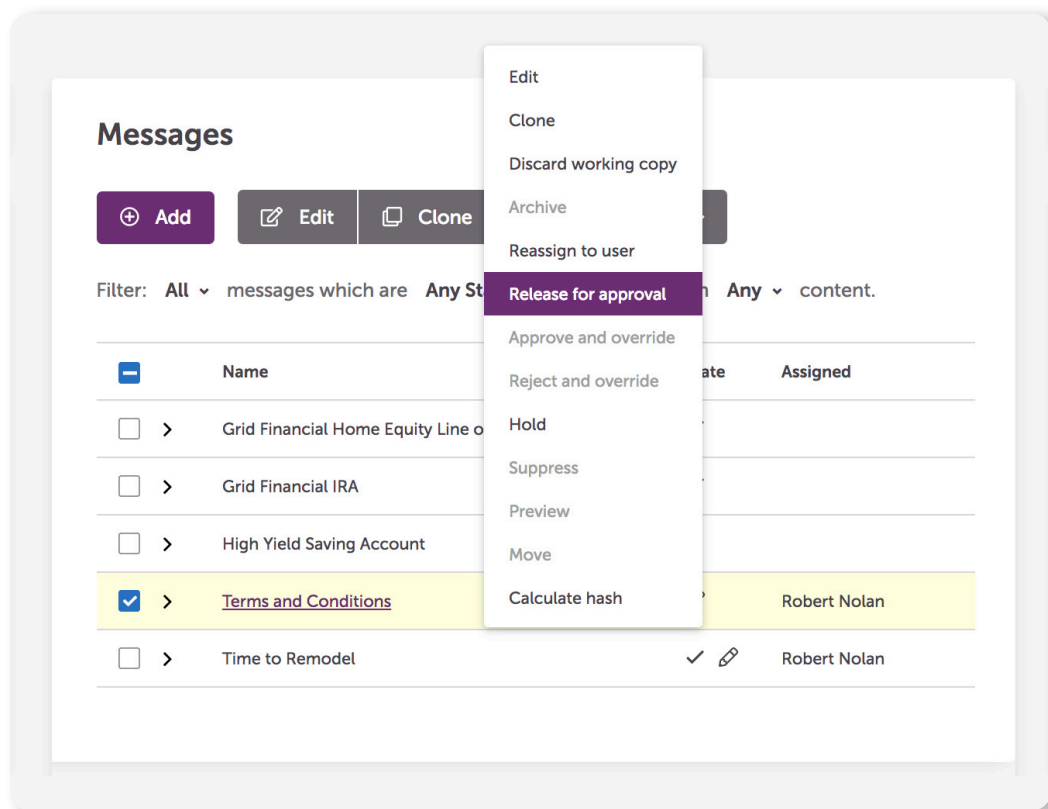 Messages
Add
Edit
Clone
Filter: All messages which are Any Any content.
Name Assigned
Grid Financial Home Equity Line
Grid Financial IRA
High Yield Saving Account
Terms and Conditions Robert Nolan
Time to Remodel Robert Nolan
Edit
Clone
Discard working copy
Archive
Reassign to user
Release for approval
Approve and override
Reject and override
Hold
Suppress
Preview
Move
Calculate hash